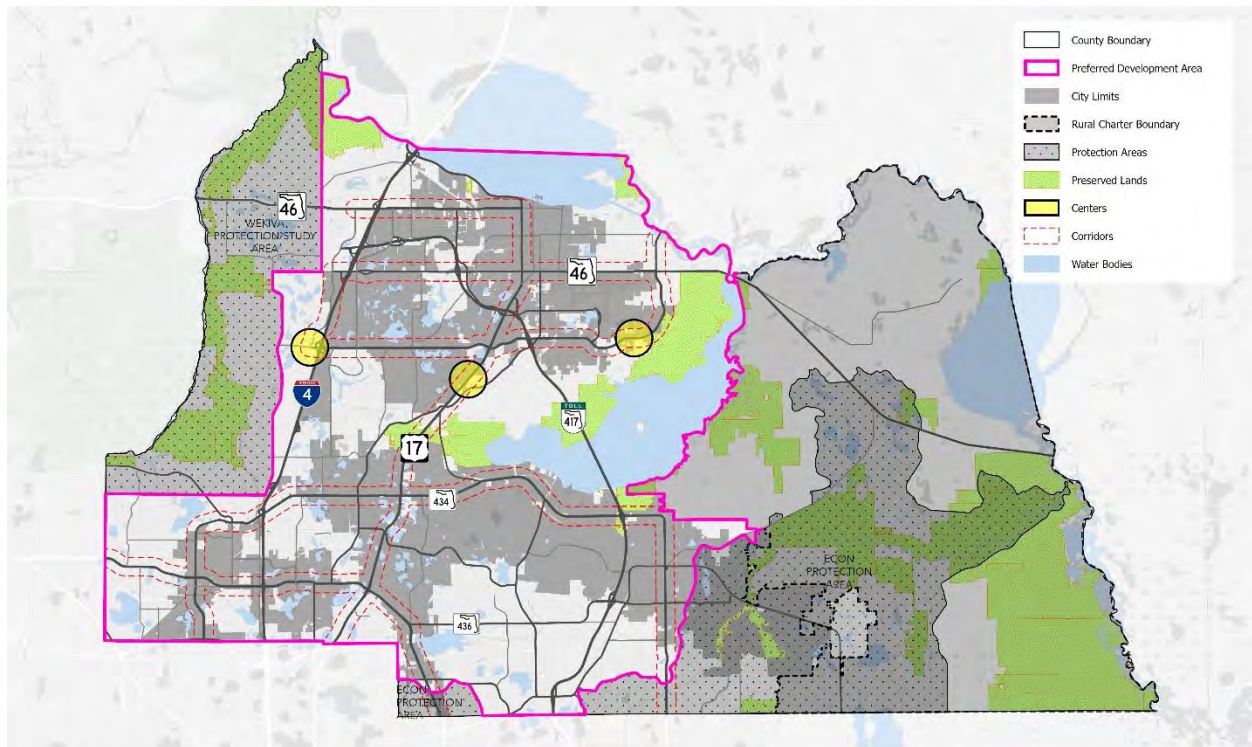 County Boundary
Preferred Development Area
City Limits
Rural Charter Boundary
Protection Areas
Preserved Lands
Centers
Corridors
Water Bodies
46
WEKIVA
PROTECTION/STUDY
AREA
46
4
TOLL
417
17
434
ECON
PROTECTION
AREA
436
ECON
PROTECTION
AREA